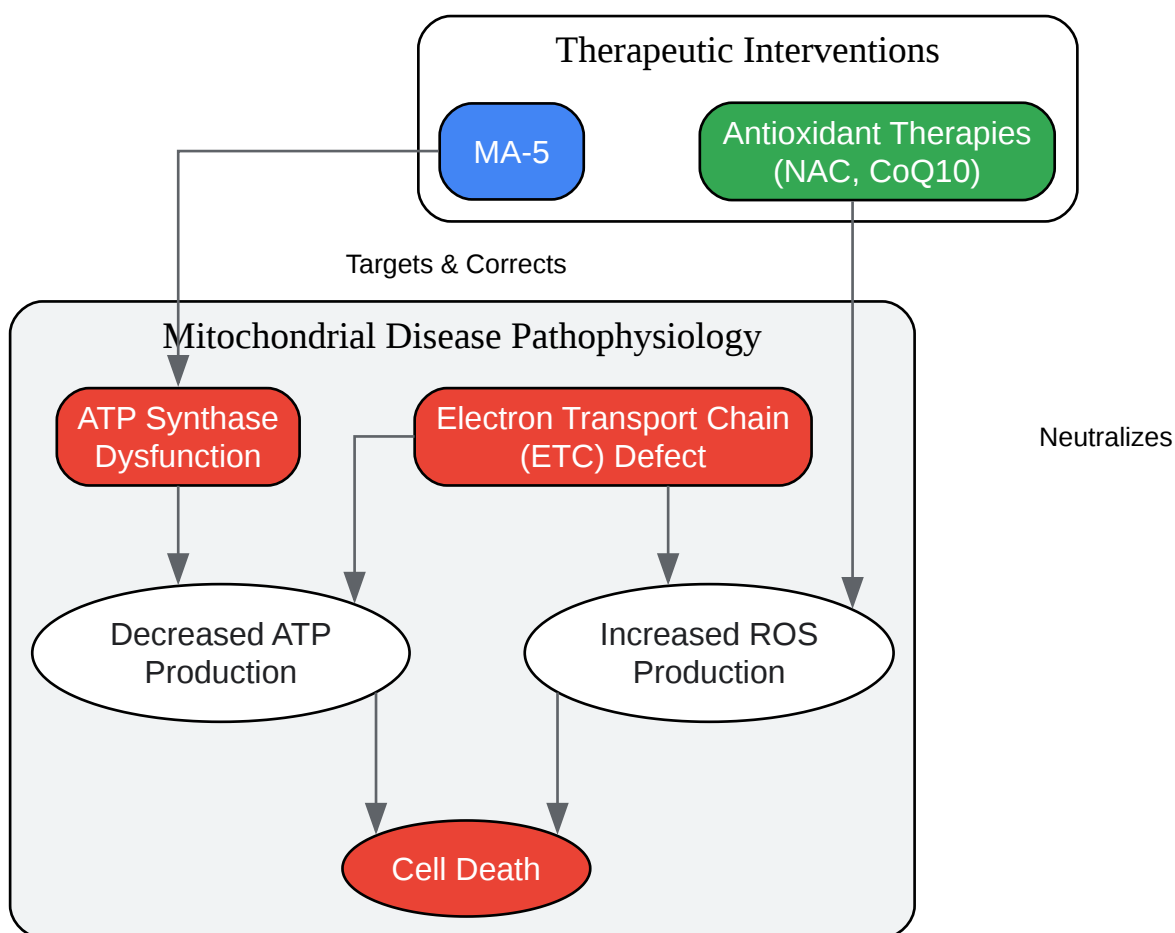 Therapeutic Interventions
MA-5
Antioxidant Therapies
(NAC, CoQ10)
Targets & Corrects
Mitochondrial Disease Pathophysiology
ATP Synthase
Dysfunction
Electron Transport Chain
(ETC) Defect
Neutralizes
Decreased ATP
Production
Increased ROS
Production
Cell Death